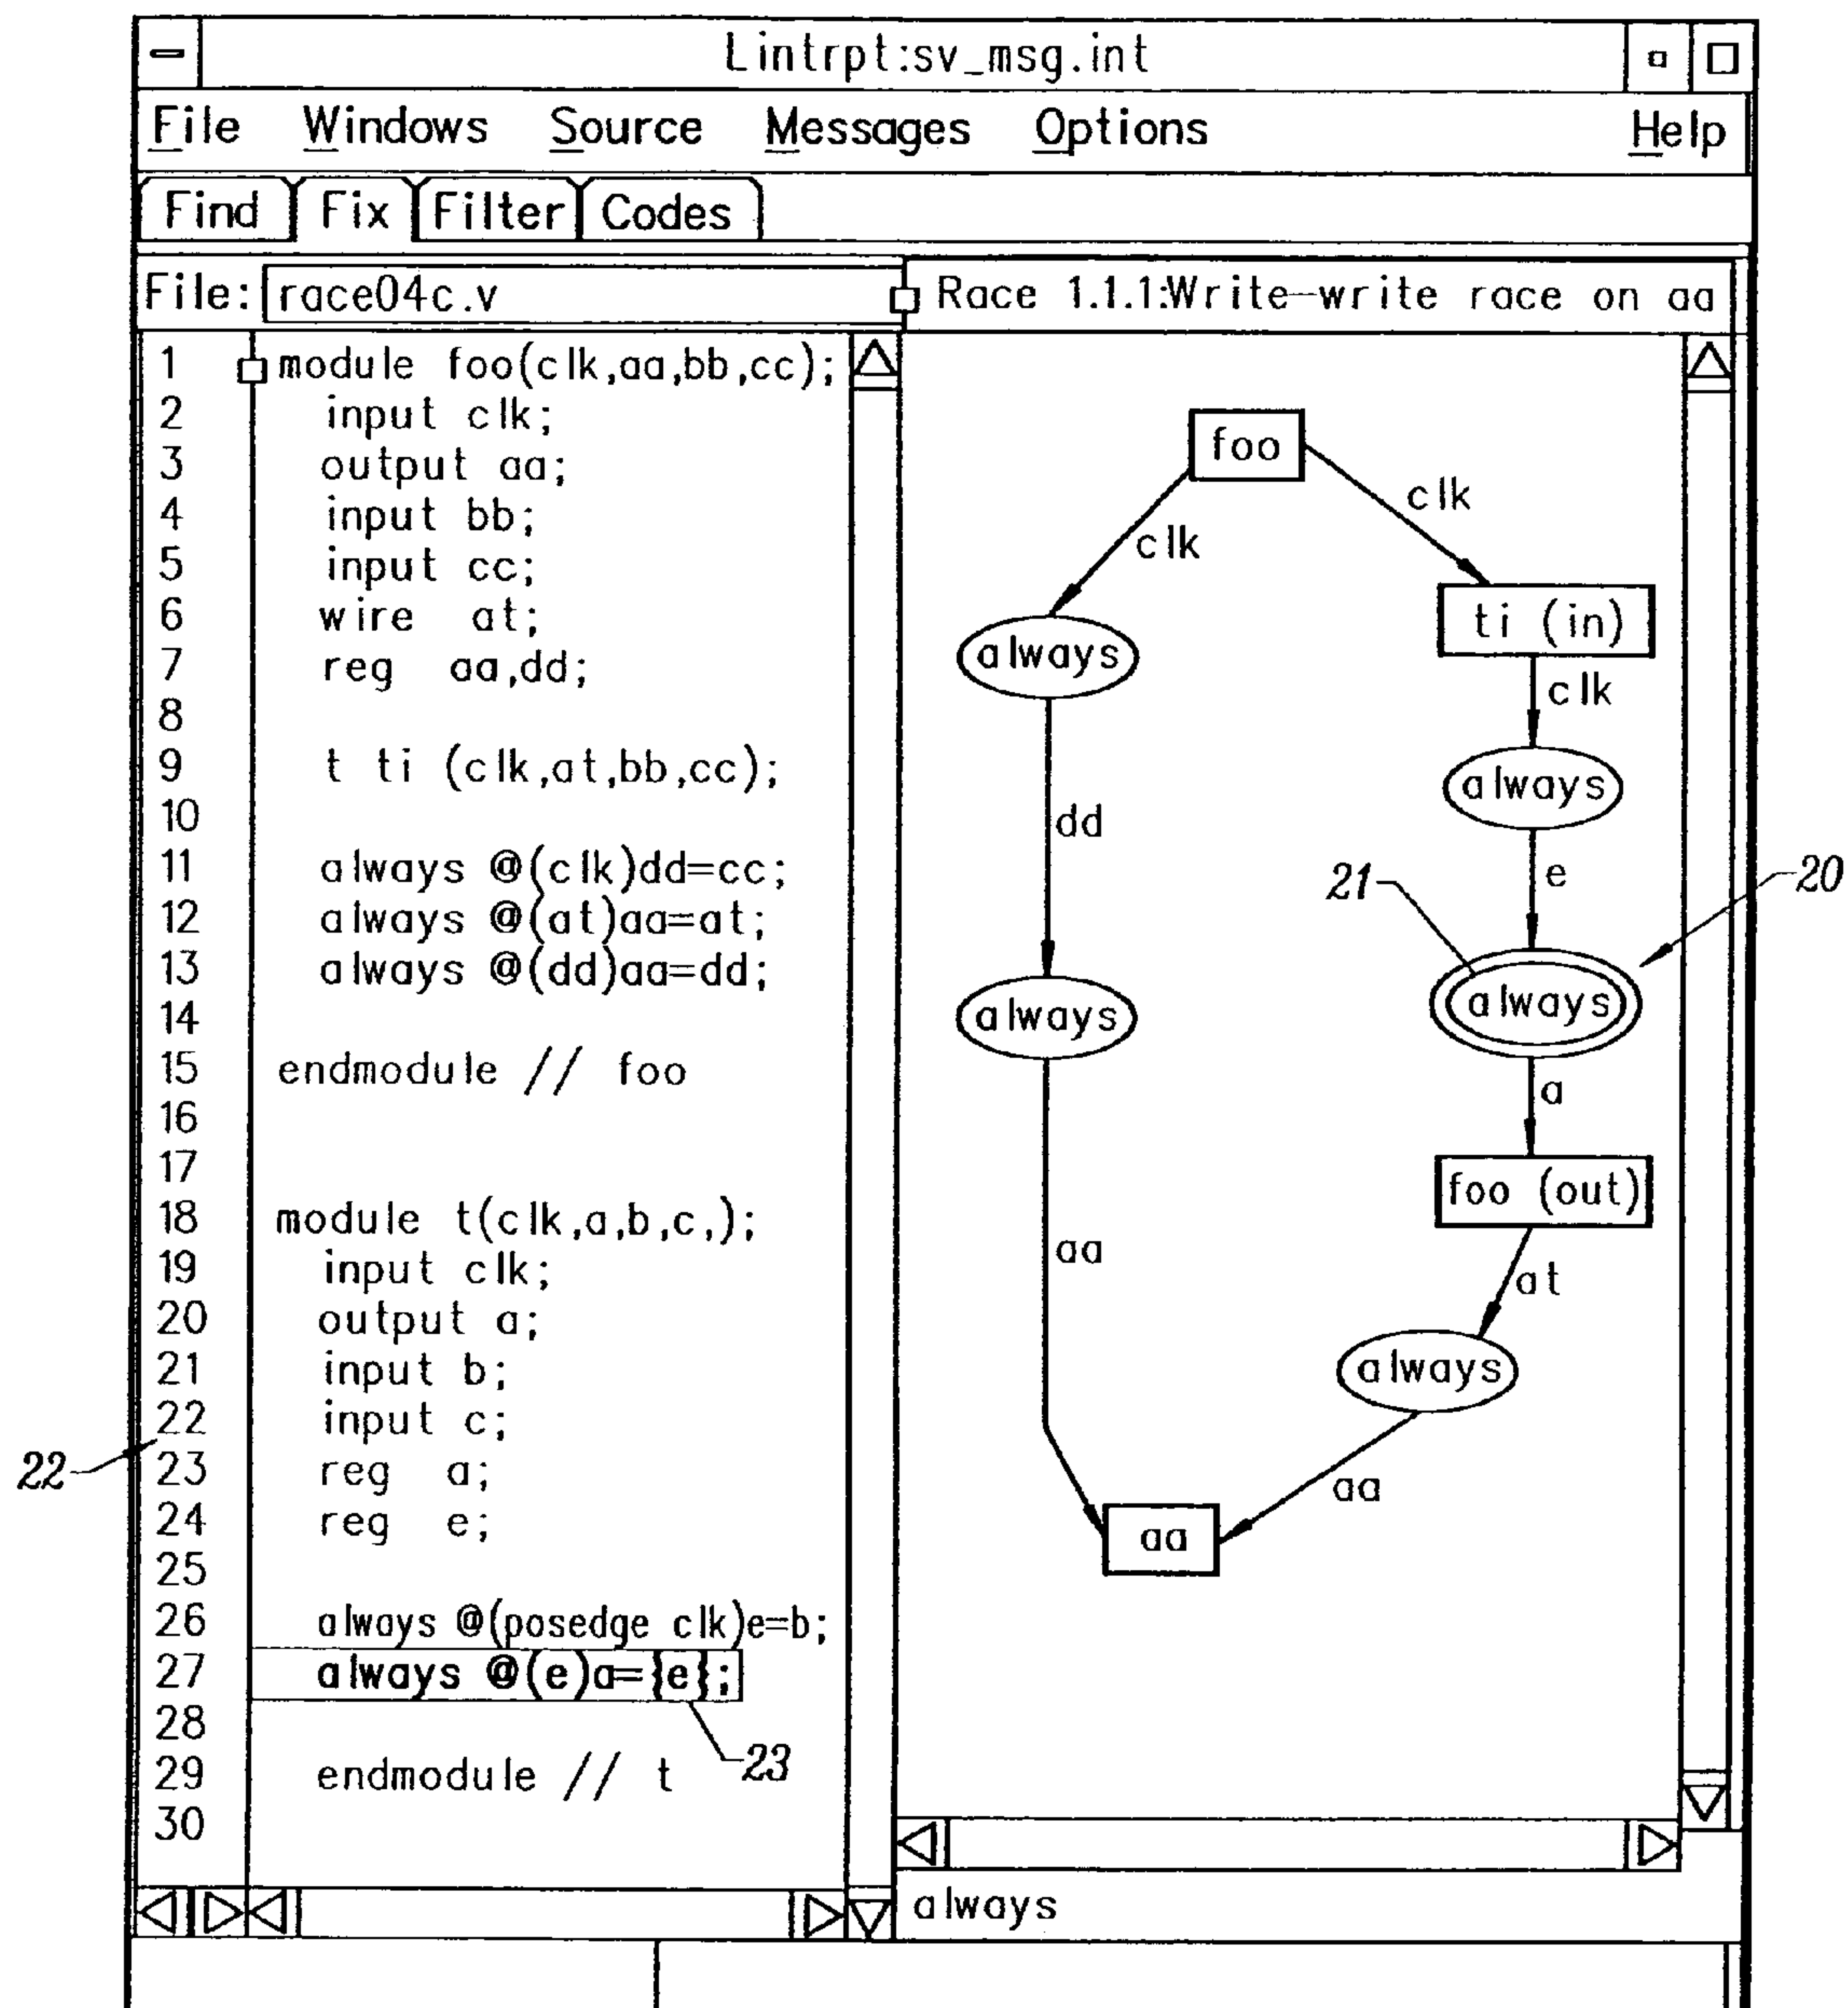 Lintrpt:sv_msg.int
File Windows Source Messages Options Help
Find Fix Filter Codes
File: race04c.v
Race 1.1.1:Write-write race on aa
1 module foo(clk,aa,bb,cc);
2 input clk;
3 output aa;
4 input bb;
5 input cc;
6 wire at;
7 reg aa,dd;
8
9 t ti (clk,at,bb,cc);
10
11 always @(clk)dd=cc;
12 always @(at)aa=at;
13 always @(dd)aa=dd;
14
15 endmodule // foo
16
17
18 module t(clk,a,b,c,);
19 input clk;
20 output a;
21 input b;
22 input c;
23 reg a;
24 reg e;
25
26 always @(posedge clk)e=b;
27 always @(e)a={e};
28
29 endmodule // t
30
22
23
foo
clk
clk
ti (in)
always
clk
always
dd
e
21
20
always
always
a
foo (out)
aa
at
always
aa
aa
always